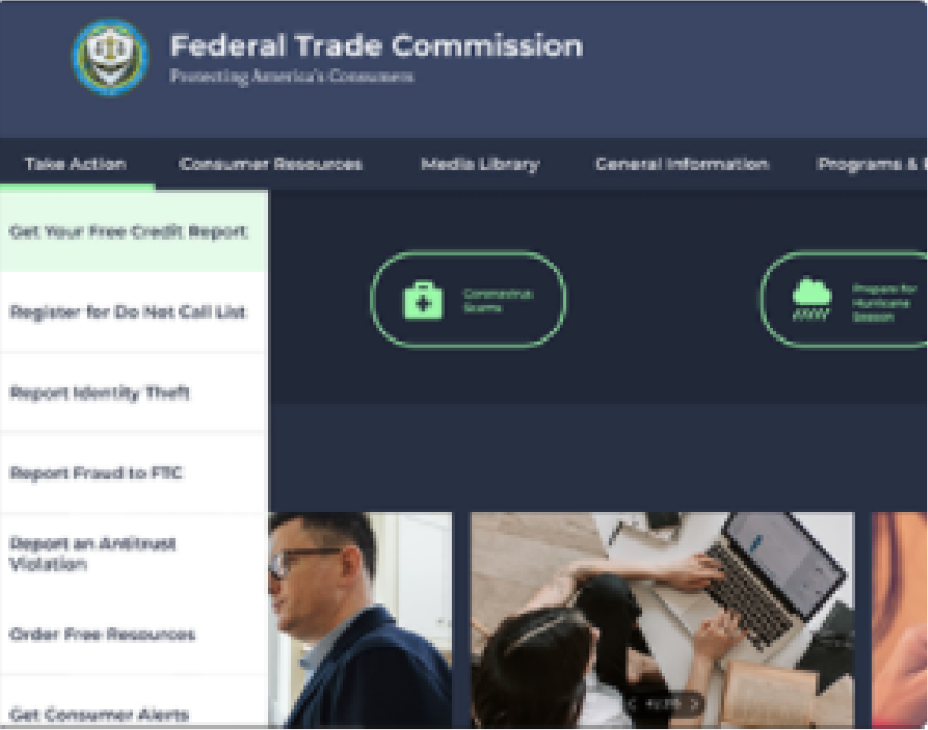 Federal Trade Commission
Protecting America's Consumers
Take Action
Consumer Resources
Media Library
General Information
Programs &
Get Your Free Credit Report
Register for Do Not Call List
Report Identity Theft
Report Fraud to FTC
Report an Antitrust
Violation
Order Free Resources
Get Consumer Alerts
Coronavirus
Scams
Prepare for
Hurricane
Season